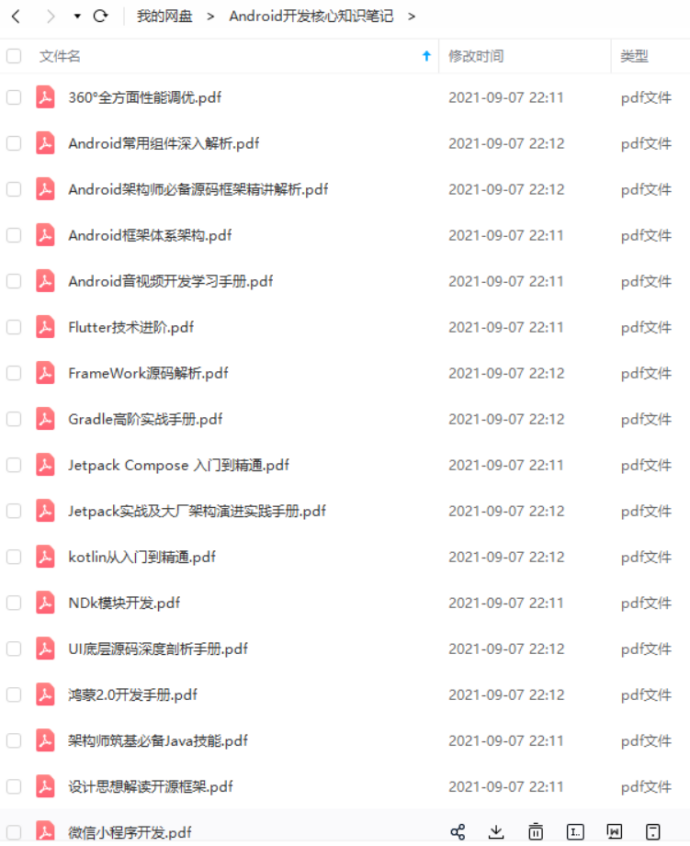 我的网盘 > Android开发核心知识笔记 >
文件名 修改时间 类型
360°全方面性能调优.pdf 2021-09-07 22:11 pdf文件
Android常用组件深入解析.pdf 2021-09-07 22:12 pdf文件
Android架构师必备源码框架精讲解析.pdf 2021-09-07 22:12 pdf文件
Android框架体系架构.pdf 2021-09-07 22:11 pdf文件
Android音视频开发学习手册.pdf 2021-09-07 22:12 pdf文件
Flutter技术进阶.pdf 2021-09-07 22:11 pdf文件
FrameWork源码解析.pdf 2021-09-07 22:12 pdf文件
Gradle高阶实战手册.pdf 2021-09-07 22:12 pdf文件
Jetpack Compose 入门到精通.pdf 2021-09-07 22:11 pdf文件
Jetpack实战及大厂架构演进实践手册.pdf 2021-09-07 22:12 pdf文件
kotlin从入门到精通.pdf 2021-09-07 22:12 pdf文件
NDk模块开发.pdf 2021-09-07 22:11 pdf文件
UI底层源码深度剖析手册.pdf 2021-09-07 22:12 pdf文件
鸿蒙2.0开发手册.pdf 2021-09-07 22:12 pdf文件
架构师筑基必备Java技能.pdf 2021-09-07 22:11 pdf文件
设计思想解读开源框架.pdf 2021-09-07 22:11 pdf文件
微信小程序开发.pdf